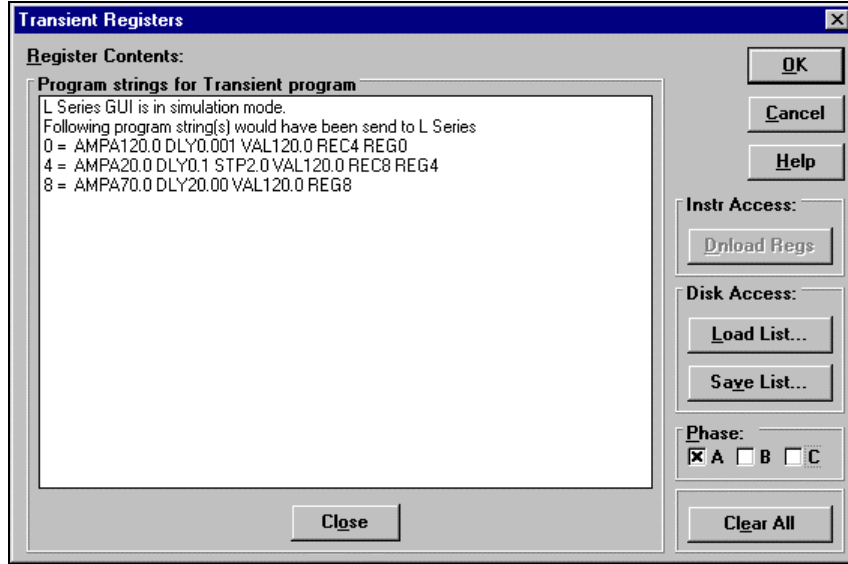 Transient Registers
Register Contents:
Program strings for Transient program
L Series GUI is in simulation mode.
Following program string(s) would have been send to L Series
0 = AMPA120.0 DLY0.001 VAL120.0 REC4 REG0
4 = AMPA20.0 DLY0.1 STP2.0 VAL120.0 REC8 REG4
8 = AMPA70.0 DLY20.00 VAL120.0 REG8
Close
OK
Cancel
Help
Instr Access:
Dnload Regs
Disk Access:
Load List...
Save List...
Phase:
A B C
Clear All